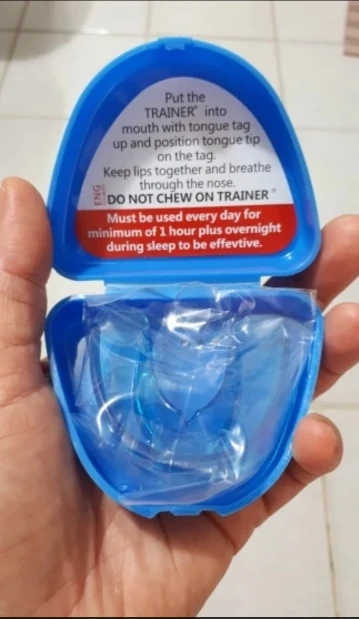 Put the
TRAINER® into
mouth with tongue tag
up and position tongue tip
on the tag.
Keep lips together and breathe
through the nose.
DO NOT CHEW ON TRAINER®
Must be used every day for
minimum of 1 hour plus overnight
during sleep to be effevtive.
ENG